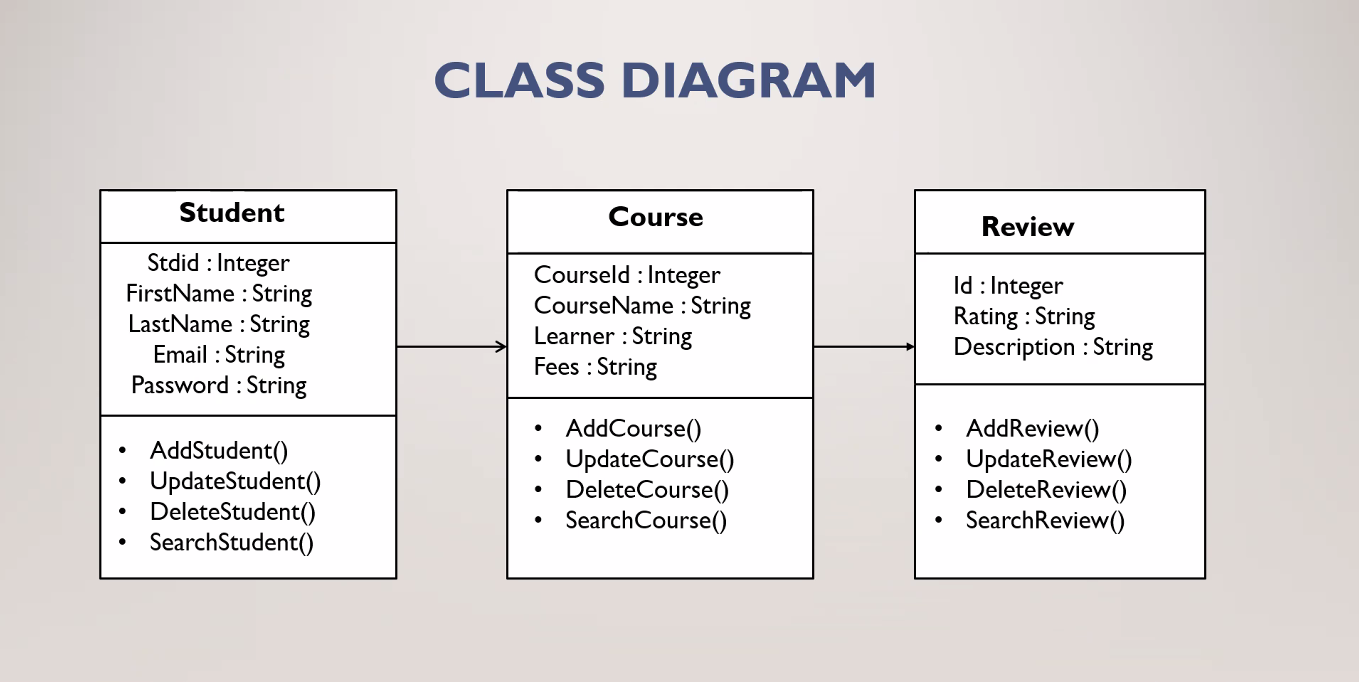 CLASS DIAGRAM
Student
Stdid : Integer
FirstName : String
LastName : String
Email : String
Password : String
• AddStudent()
• UpdateStudent()
• DeleteStudent()
• SearchStudent()
Course
CourseId : Integer
CourseName : String
Learner : String
Fees : String
• AddCourse()
• UpdateCourse()
• DeleteCourse()
• SearchCourse()
Review
Id : Integer
Rating : String
Description : String
• AddReview()
• UpdateReview()
• DeleteReview()
• SearchReview()